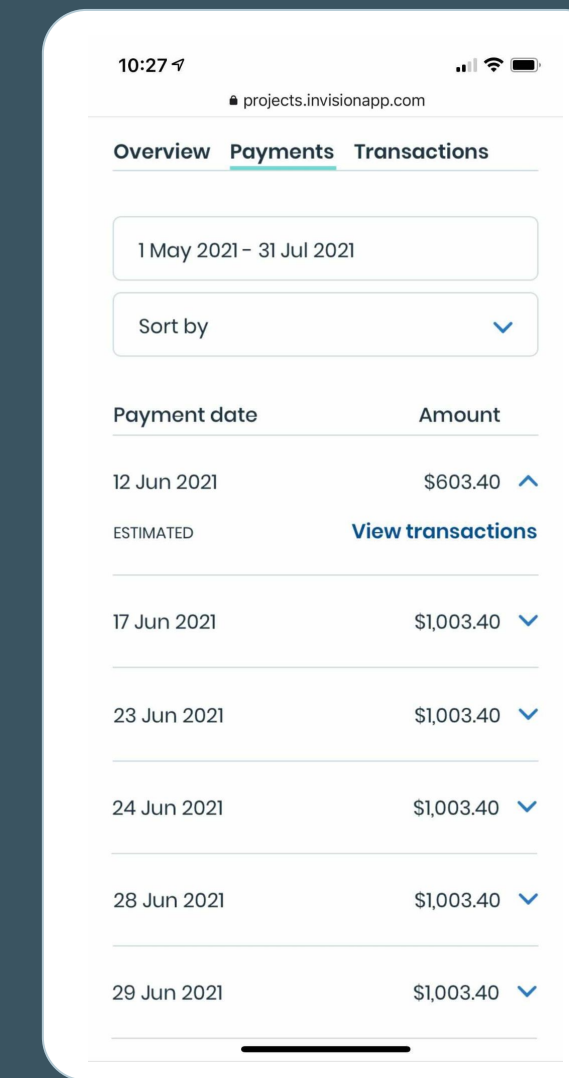 10:27
projects.invisionapp.com
Overview Payments Transactions
1 May 2021 - 31 Jul 2021
Sort by
Payment date Amount
12 Jun 2021 $603.40
ESTIMATED View transactions
17 Jun 2021 $1,003.40
23 Jun 2021 $1,003.40
24 Jun 2021 $1,003.40
28 Jun 2021 $1,003.40
29 Jun 2021 $1,003.40